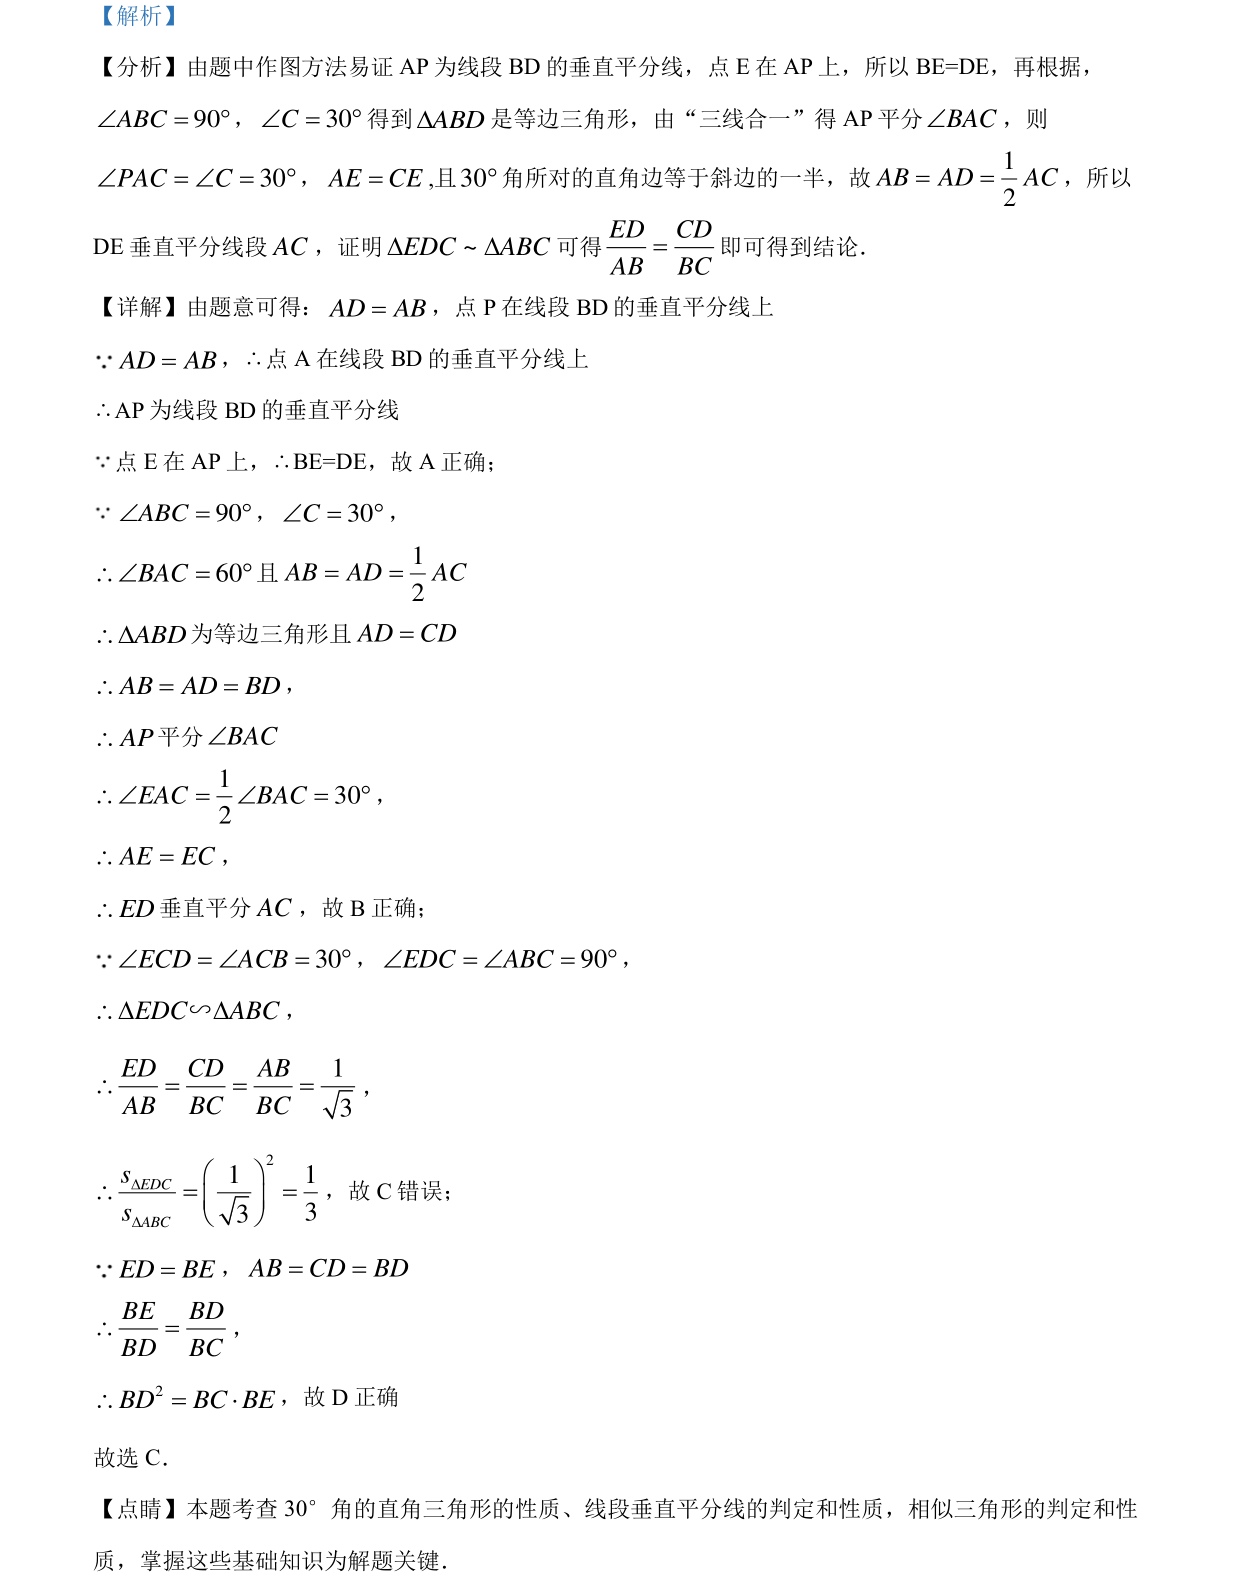 【解析】
【分析】由题中作图方法易证 AP 为线段 BD 的垂直平分线，点 E 在 AP 上，所以 BE=DE，再根据，
∠ABC = 90°，∠C = 30° 得到 ΔABD 是等边三角形，由“三线合一”得 AP 平分 ∠BAC，则
∠PAC = ∠C = 30°，AE = CE ,且 30° 角所对的直角边等于斜边的一半，故 AB = AD = 1/2 AC，所以
DE 垂直平分线段 AC，证明 ΔEDC ~ ΔABC 可得 ED/AB = CD/BC 即可得到结论．
【详解】由题意可得：AD = AB，点 P 在线段 BD 的垂直平分线上
∵ AD = AB，∴点 A 在线段 BD 的垂直平分线上
∴AP 为线段 BD 的垂直平分线
∵点 E 在 AP 上，∴BE=DE，故 A 正确；
∵ ∠ABC = 90°，∠C = 30°，
∴ ∠BAC = 60° 且 AB = AD = 1/2 AC
∴ ΔABD 为等边三角形且 AD = CD
∴ AB = AD = BD，
∴ AP 平分 ∠BAC
∴ ∠EAC = 1/2 ∠BAC = 30°，
∴ AE = EC，
∴ ED 垂直平分 AC，故 B 正确；
∵ ∠ECD = ∠ACB = 30°，∠EDC = ∠ABC = 90°，
∴ ΔEDC∽ΔABC，
∴ ED/AB = CD/BC = AB/BC = 1/√3，
∴ s_ΔEDC/s_ΔABC = (1/√3)² = 1/3，故 C 错误；
∵ ED = BE，AB = CD = BD
∴ BE/BD = BD/BC，
∴ BD² = BC · BE，故 D 正确
故选 C．
【点睛】本题考查 30° 角的直角三角形的性质、线段垂直平分线的判定和性质，相似三角形的判定和性
质，掌握这些基础知识为解题关键．